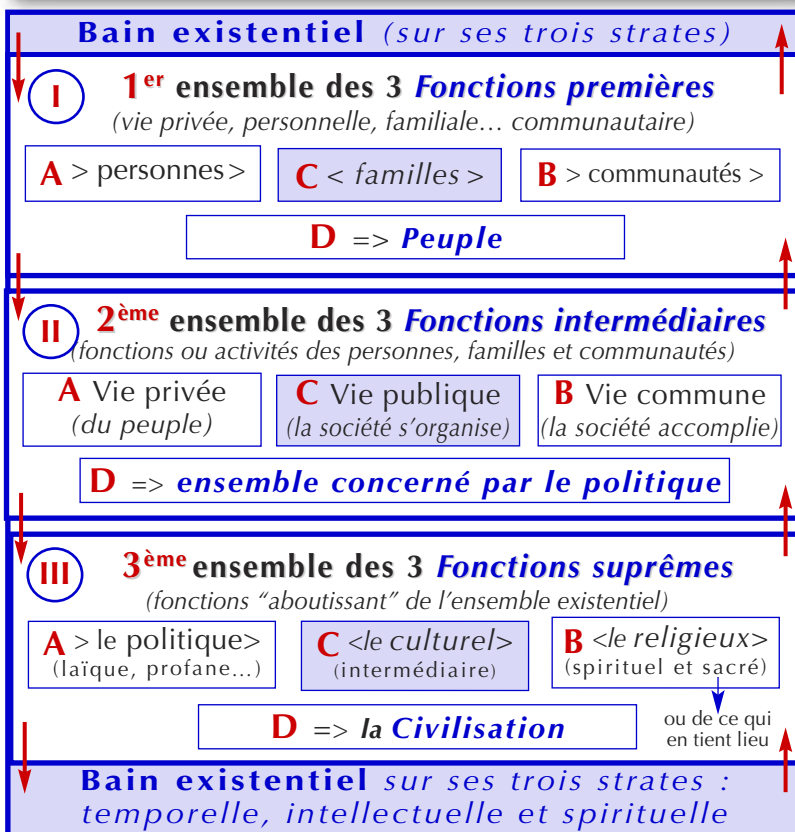 Bain existentiel (sur ses trois strates)
I
1er ensemble des 3 Fonctions premières
(vie privée, personnelle, familiale… communautaire)
A > personnes >
C < familles >
B > communautés >
D => Peuple
II
2ème ensemble des 3 Fonctions intermédiaires
(fonctions ou activités des personnes, familles et communautés)
A Vie privée
(du peuple)
C Vie publique
(la société s’organise)
B Vie commune
(la société accomplie)
D => ensemble concerné par le politique
III
3ème ensemble des 3 Fonctions suprêmes
(fonctions “aboutissant” de l’ensemble existentiel)
A > le politique>
(laïque, profane…)
C <le culturel>
(intermédiaire)
B <le religieux>
(spirituel et sacré)
D => la Civilisation
ou de ce qui
en tient lieu
Bain existentiel sur ses trois strates :
temporelle, intellectuelle et spirituelle